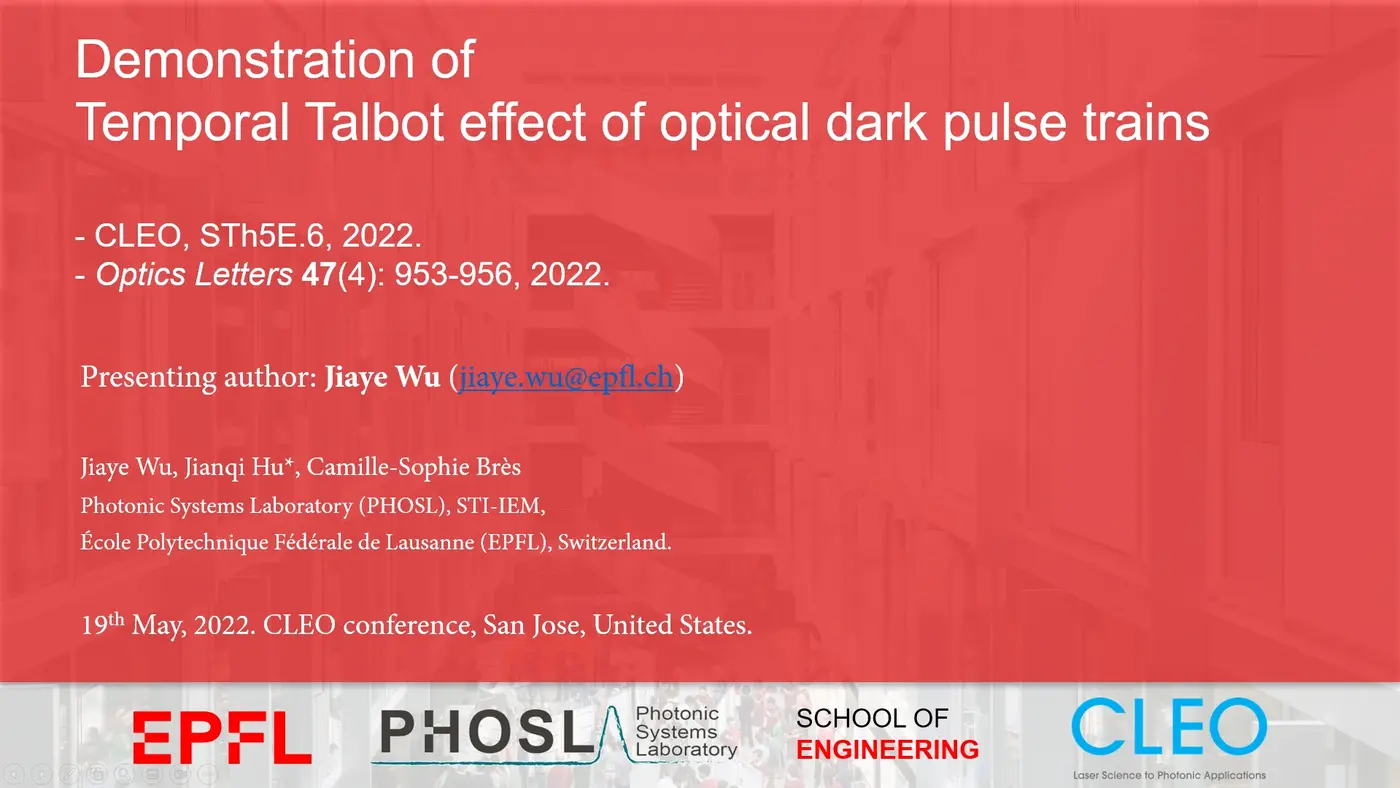 Demonstration of
Temporal Talbot effect of optical dark pulse trains
- CLEO, STh5E.6, 2022.
- Optics Letters 47(4): 953-956, 2022.
Presenting author: Jiaye Wu (jiaye.wu@epfl.ch)
Jiaye Wu, Jianqi Hu*, Camille-Sophie Brès
Photonic Systems Laboratory (PHOSL), STI-IEM,
École Polytechnique Fédérale de Lausanne (EPFL), Switzerland.
19th May, 2022. CLEO conference, San Jose, United States.
EPFL
PHOSL
Photonic
Systems
Laboratory
SCHOOL OF
ENGINEERING
CLEO
Laser Science to Photonic Applications